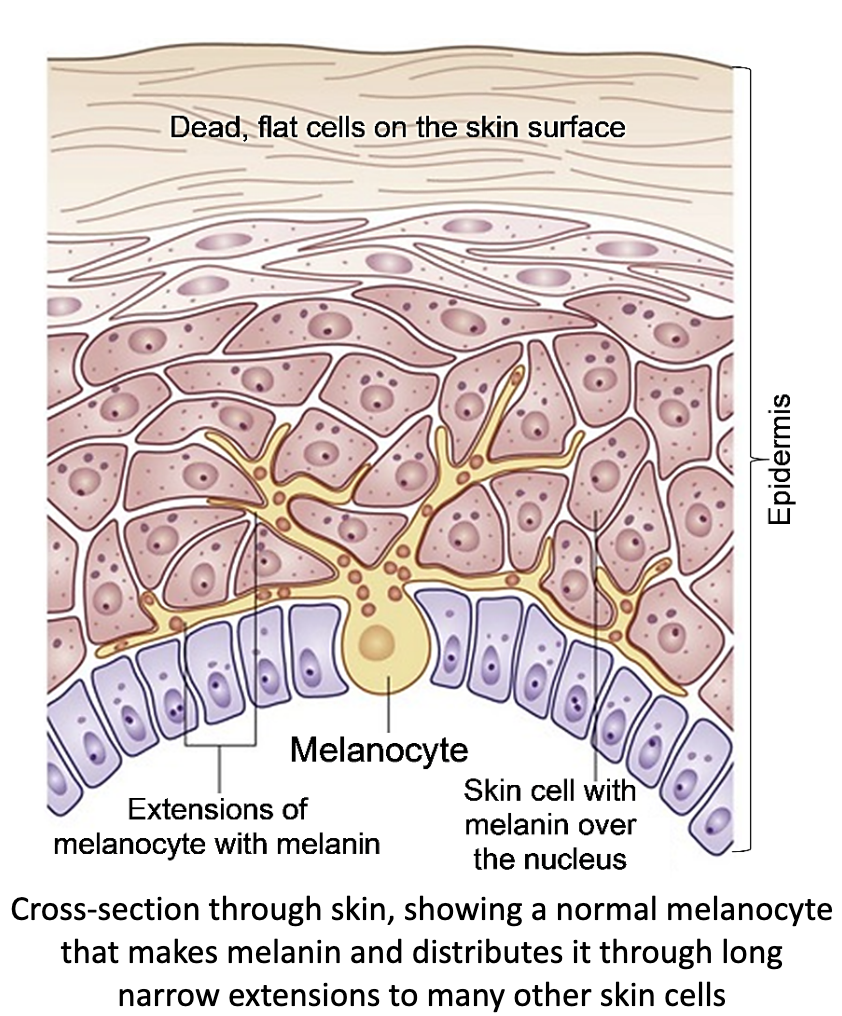 Dead, flat cells on the skin surface
Epidermis
Melanocyte
Extensions of
melanocyte with melanin
Skin cell with
melanin over
the nucleus
Cross-section through skin, showing a normal melanocyte
that makes melanin and distributes it through long
narrow extensions to many other skin cells